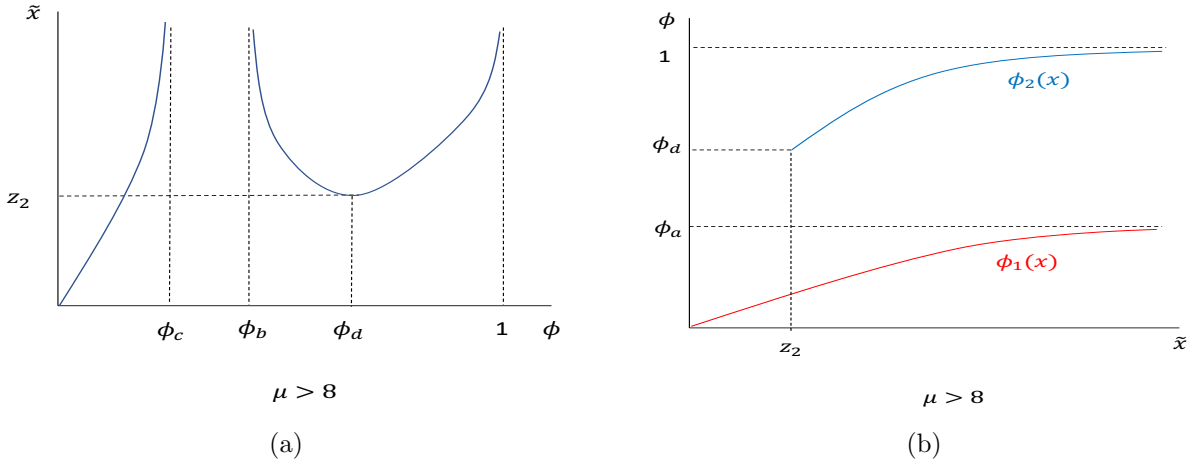 x̃
z₂
ϕ_c
ϕ_b
ϕ_d
1
ϕ
μ > 8
(a)
ϕ
1
ϕ₂(x)
ϕ_d
ϕ_a
ϕ₁(x)
z₂
x̃
μ > 8
(b)